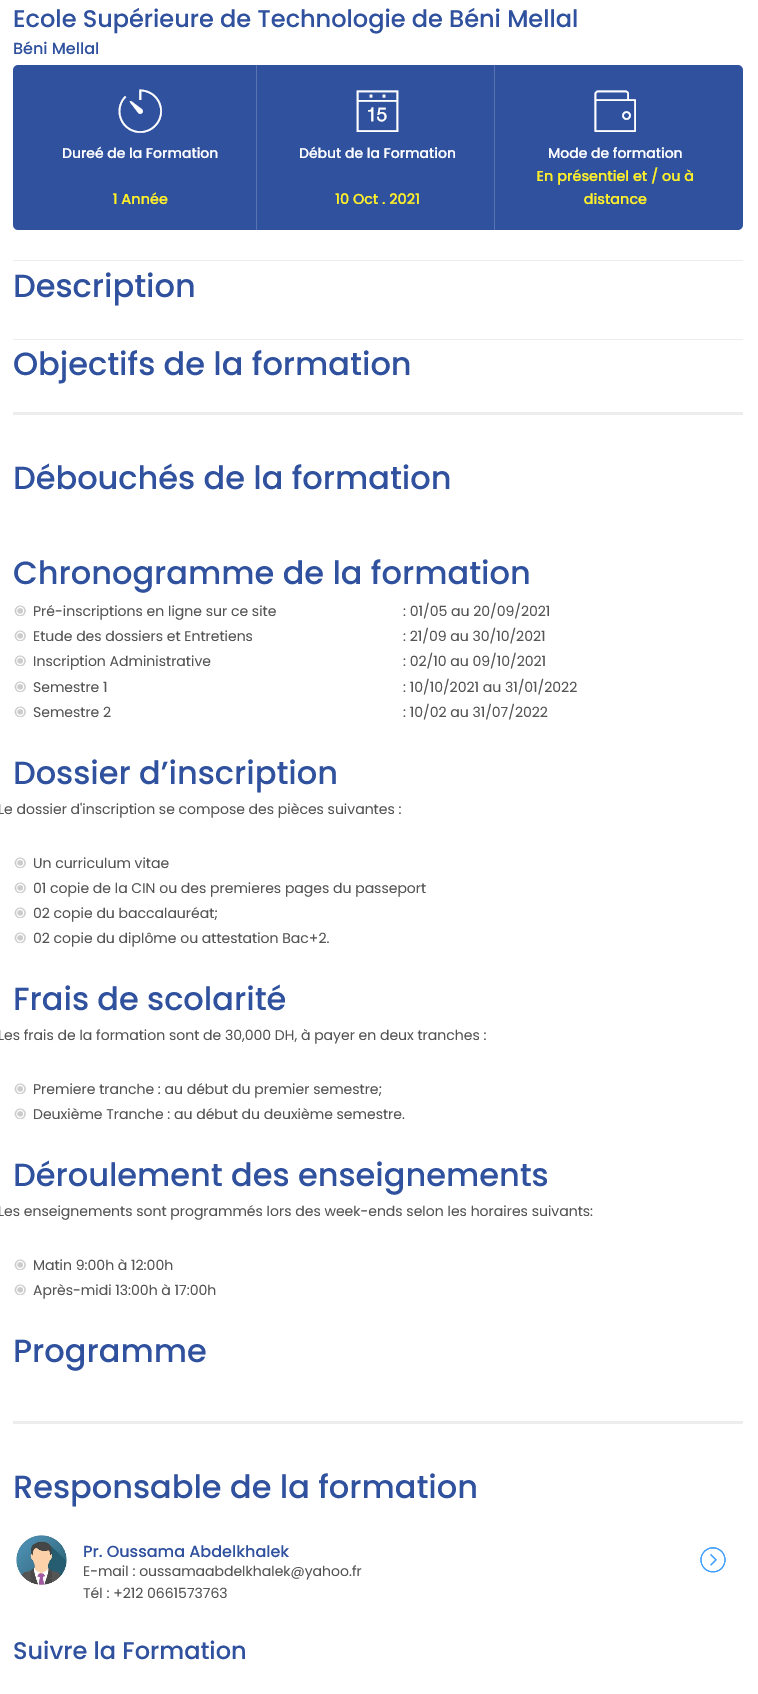 Ecole Supérieure de Technologie de Béni Mellal
Béni Mellal
Dureé de la Formation
1 Année
15
Début de la Formation
10 Oct . 2021
Mode de formation
En présentiel et / ou à
distance
Description
Objectifs de la formation
Débouchés de la formation
Chronogramme de la formation
Pré-inscriptions en ligne sur ce site : 01/05 au 20/09/2021
Etude des dossiers et Entretiens : 21/09 au 30/10/2021
Inscription Administrative : 02/10 au 09/10/2021
Semestre 1 : 10/10/2021 au 31/01/2022
Semestre 2 : 10/02 au 31/07/2022
Dossier d’inscription
Le dossier d'inscription se compose des pièces suivantes :
Un curriculum vitae
01 copie de la CIN ou des premieres pages du passeport
02 copie du baccalauréat;
02 copie du diplôme ou attestation Bac+2.
Frais de scolarité
Les frais de la formation sont de 30,000 DH, à payer en deux tranches :
Premiere tranche : au début du premier semestre;
Deuxième Tranche : au début du deuxième semestre.
Déroulement des enseignements
Les enseignements sont programmés lors des week-ends selon les horaires suivants:
Matin 9:00h à 12:00h
Après-midi 13:00h à 17:00h
Programme
Responsable de la formation
Pr. Oussama Abdelkhalek
E-mail : oussamaabdelkhalek@yahoo.fr
Tél : +212 0661573763
Suivre la Formation